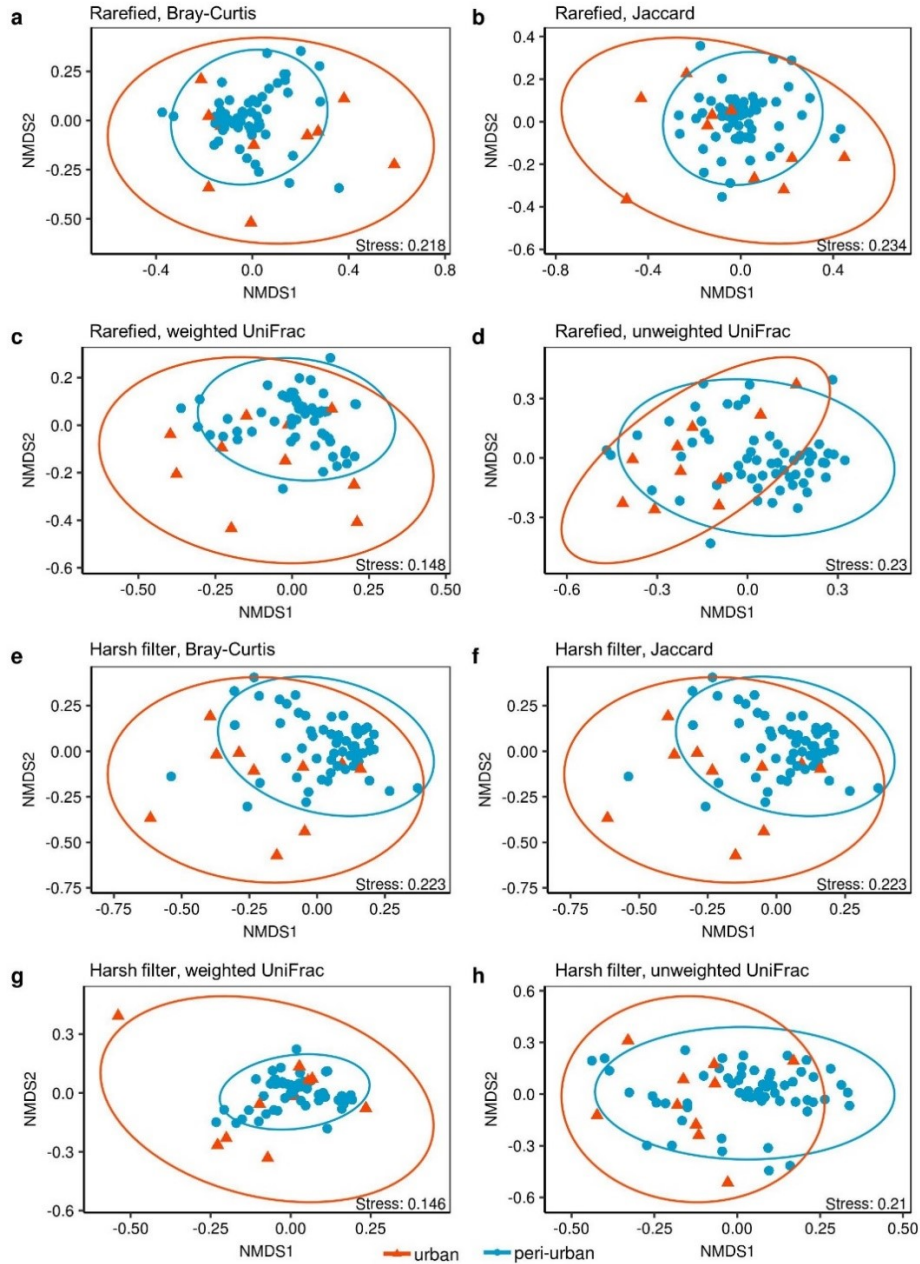 a Rarefied, Bray-Curtis
NMDS2
0.25
0.00
-0.25
-0.50
Stress: 0.218
-0.4 0.0 0.4 0.8
NMDS1
b Rarefied, Jaccard
NMDS2
0.4
0.2
0.0
-0.2
-0.4
-0.6
Stress: 0.234
-0.8 -0.4 0.0 0.4
NMDS1
c Rarefied, weighted UniFrac
NMDS2
0.2
0.0
-0.2
-0.4
-0.6
Stress: 0.148
-0.50 -0.25 0.00 0.25 0.50
NMDS1
d Rarefied, unweighted UniFrac
NMDS2
0.3
0.0
-0.3
Stress: 0.23
-0.6 -0.3 0.0 0.3
NMDS1
e Harsh filter, Bray-Curtis
NMDS2
0.25
0.00
-0.25
-0.50
-0.75
Stress: 0.223
-0.75 -0.50 -0.25 0.00 0.25
NMDS1
f Harsh filter, Jaccard
NMDS2
0.25
0.00
-0.25
-0.50
-0.75
Stress: 0.223
-0.75 -0.50 -0.25 0.00 0.25
NMDS1
g Harsh filter, weighted UniFrac
NMDS2
0.3
0.0
-0.3
-0.6
Stress: 0.146
-0.50 -0.25 0.00 0.25
NMDS1
h Harsh filter, unweighted UniFrac
NMDS2
0.6
0.3
0.0
-0.3
-0.6
Stress: 0.21
-0.50 -0.25 0.00 0.25 0.50
NMDS1
urban peri-urban